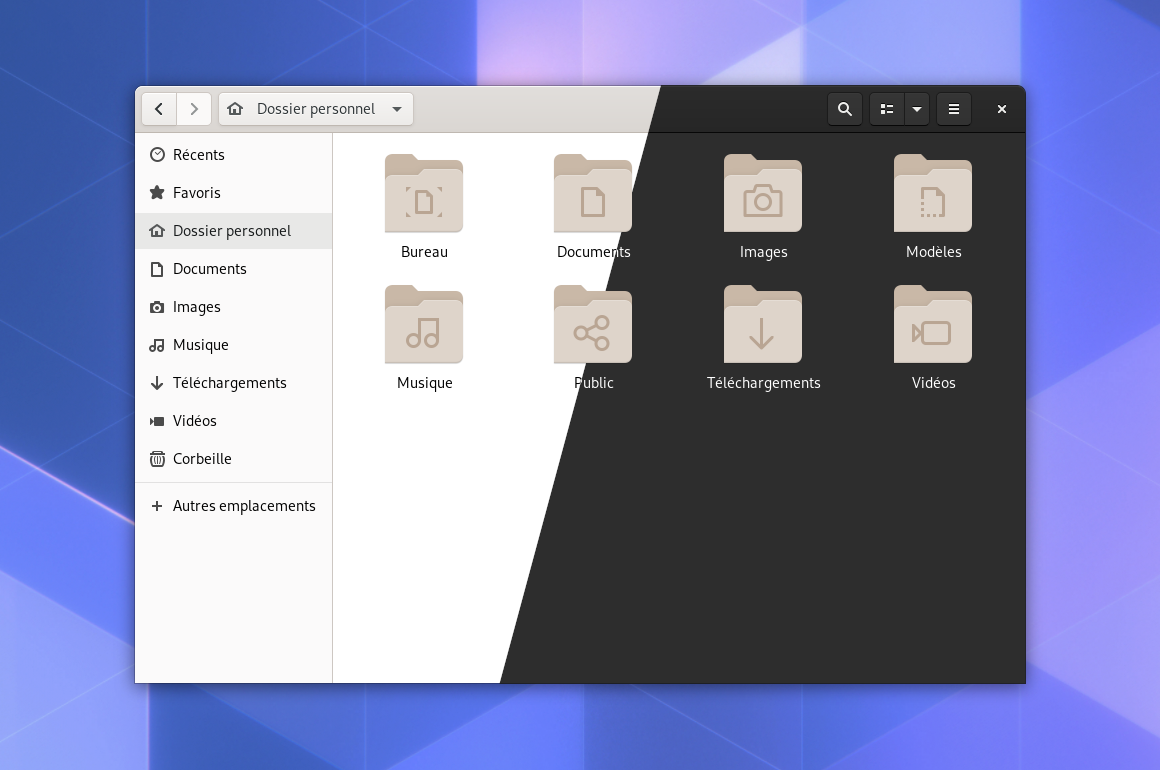 Dossier personnel
Récents
Favoris
Dossier personnel
Documents
Images
Musique
Téléchargements
Vidéos
Corbeille
Autres emplacements
Bureau
Documents
Images
Modèles
Musique
Public
Téléchargements
Vidéos